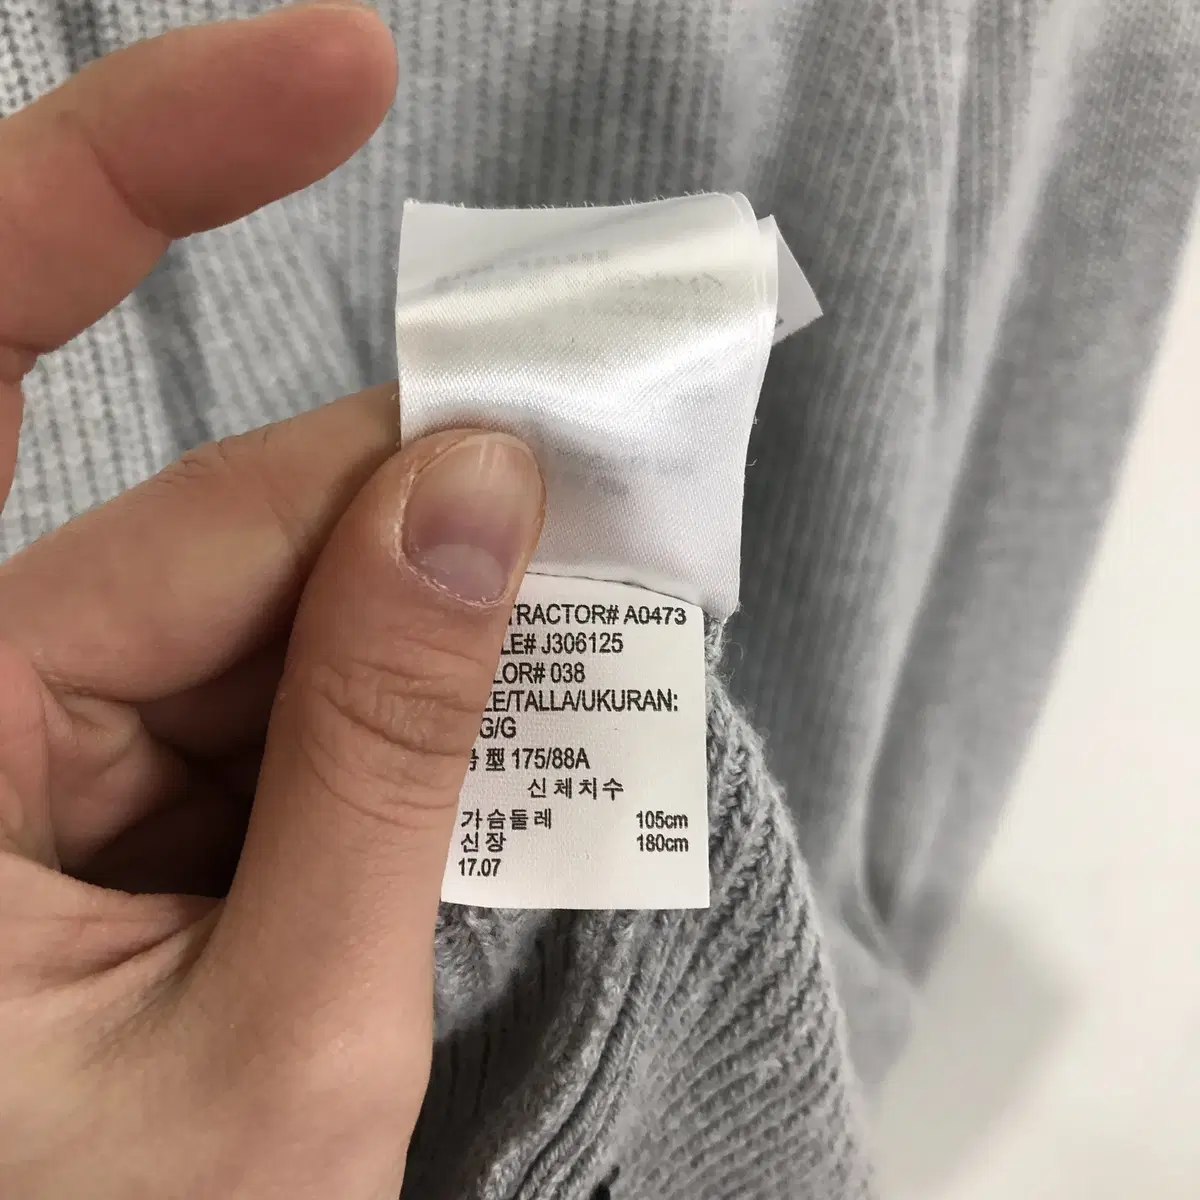 TRACTOR# A0473
LE# J306125
LOR# 038
ZE/TALLA/UKURAN:
G/G
型 175/88A
신체치수
가슴둘레 105cm
신장 180cm
17.07